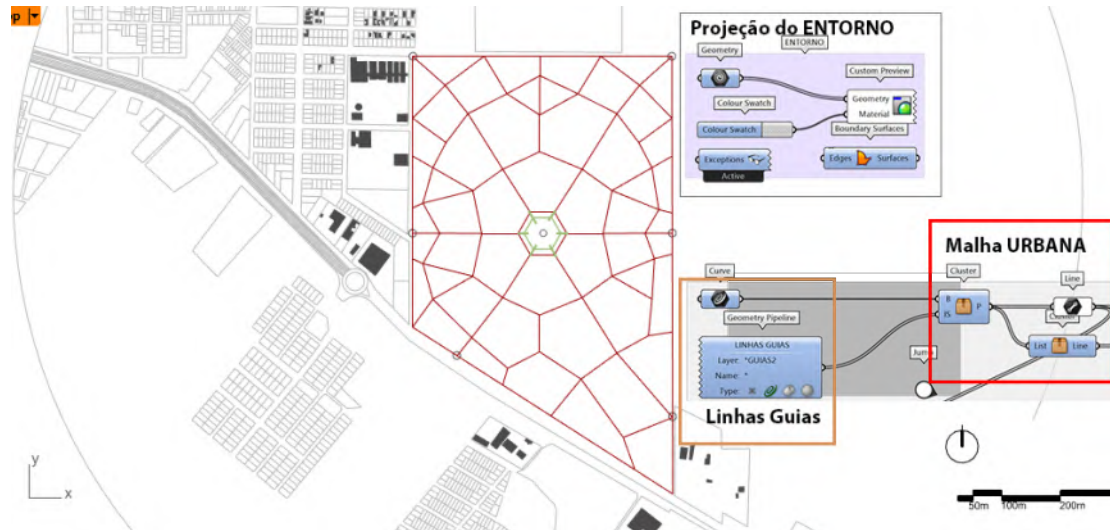 op
Projeção do ENTORNO
ENTORNO
Geometry
Custom Preview
Geometry
Material
Colour Swatch
Colour Swatch
Boundary Surfaces
Exceptions
Active
Edges
Surfaces
Malha URBANA
Curve
Cluster
Line
B
IS
P
Geometry Pipeline
LINHAS GUIAS
Layer: *GUIAS2
Name: *
Type:
List
Line
Jump
Linhas Guias
y
x
50m
100m
200m